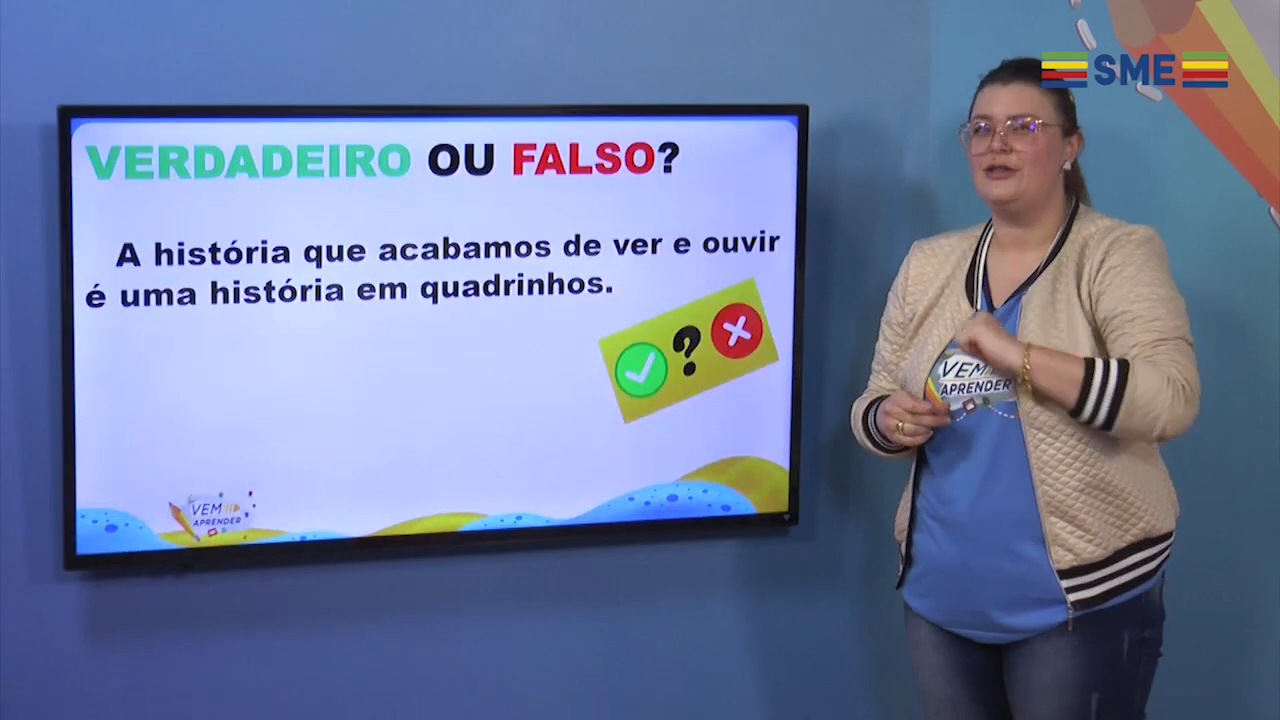 SME
VERDADEIRO OU FALSO?
A história que acabamos de ver e ouvir
é uma história em quadrinhos.
VEM
APRENDER
VEM
APRENDER